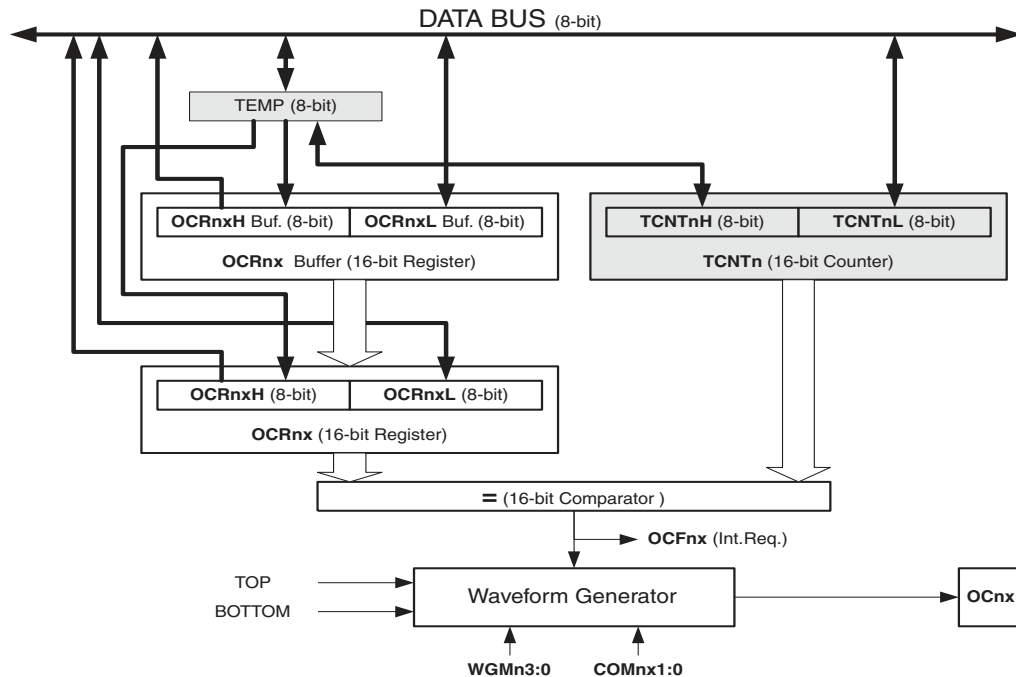 DATA BUS (8-bit)
TEMP (8-bit)
OCRnxH Buf. (8-bit)
OCRnxL Buf. (8-bit)
OCRnx Buffer (16-bit Register)
TCNTnH (8-bit)
TCNTnL (8-bit)
TCNTn (16-bit Counter)
OCRnxH (8-bit)
OCRnxL (8-bit)
OCRnx (16-bit Register)
= (16-bit Comparator )
OCFnx (Int.Req.)
TOP
BOTTOM
Waveform Generator
OCnx
WGMn3:0
COMnx1:0